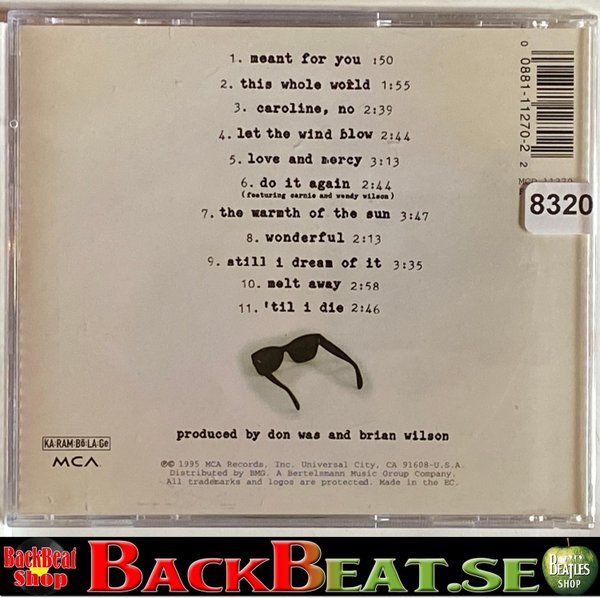 1. meant for you :50
2. this whole world 1:55
3. caroline, no 2:39
4. let the wind blow 2:44
5. love and mercy 3:13
6. do it again 2:44
(featuring carnie and wendy wilson)
7. the warmth of the sun 3:47
8. wonderful 2:13
9. still i dream of it 3:35
10. melt away 2:58
11. 'til i die 2:46
produced by don was and brian wilson
KA·RAM·BÔ·LA·Ge
MCA
℗© 1995 MCA Records, Inc. Universal City, CA 91608-U.S.A.
Distributed by BMG. A Bertelsmann Music Group Company.
All trademarks and logos are protected. Made in the EC.
0 0881-11270-2 2
8320
BackBeat Shop
BACKBEAT.SE
BEATLES SHOP